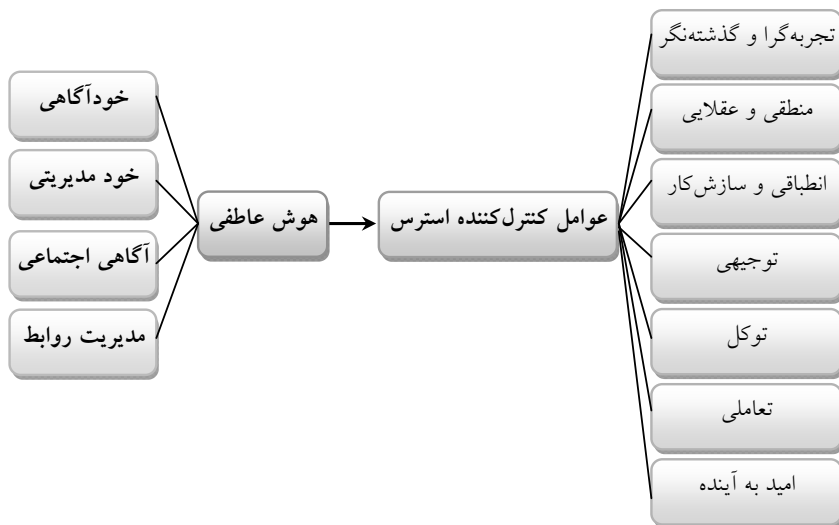 تجربه‌گرا و گذشته‌نگر
منطقی و عقلایی
انطباقی و سازش‌کار
توجیهی
توکل
تعاملی
امید به آینده
عوامل کنترل‌کننده استرس
هوش عاطفی
خودآگاهی
خود مدیریتی
آگاهی اجتماعی
مدیریت روابط